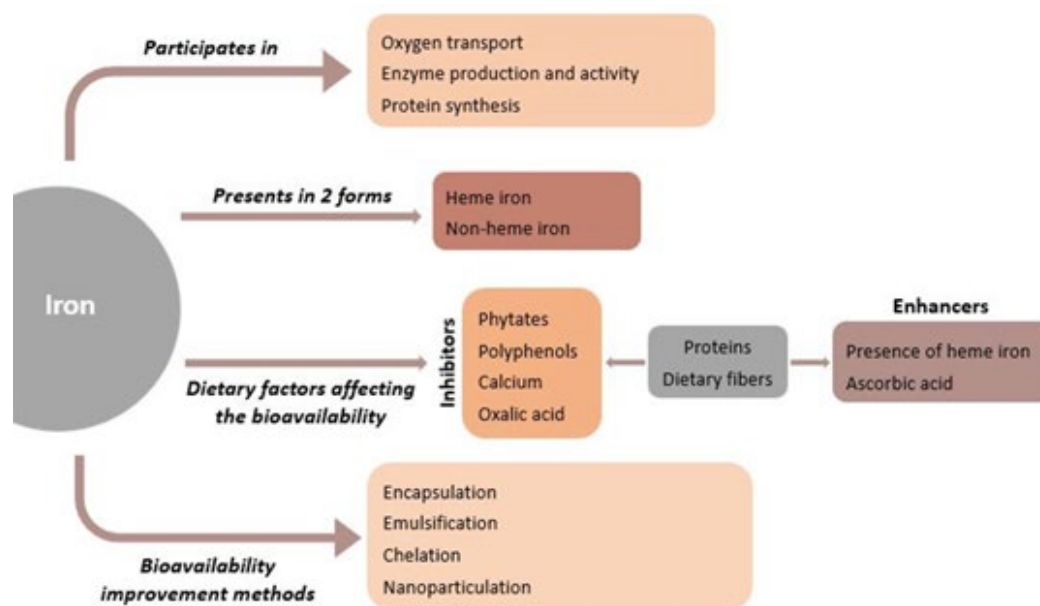 Participates in
Oxygen transport
Enzyme production and activity
Protein synthesis
Presents in 2 forms
Heme iron
Non-heme iron
Iron
Dietary factors affecting
the bioavailability
Inhibitors
Phytates
Polyphenols
Calcium
Oxalic acid
Proteins
Dietary fibers
Enhancers
Presence of heme iron
Ascorbic acid
Bioavailability
improvement methods
Encapsulation
Emulsification
Chelation
Nanoparticulation